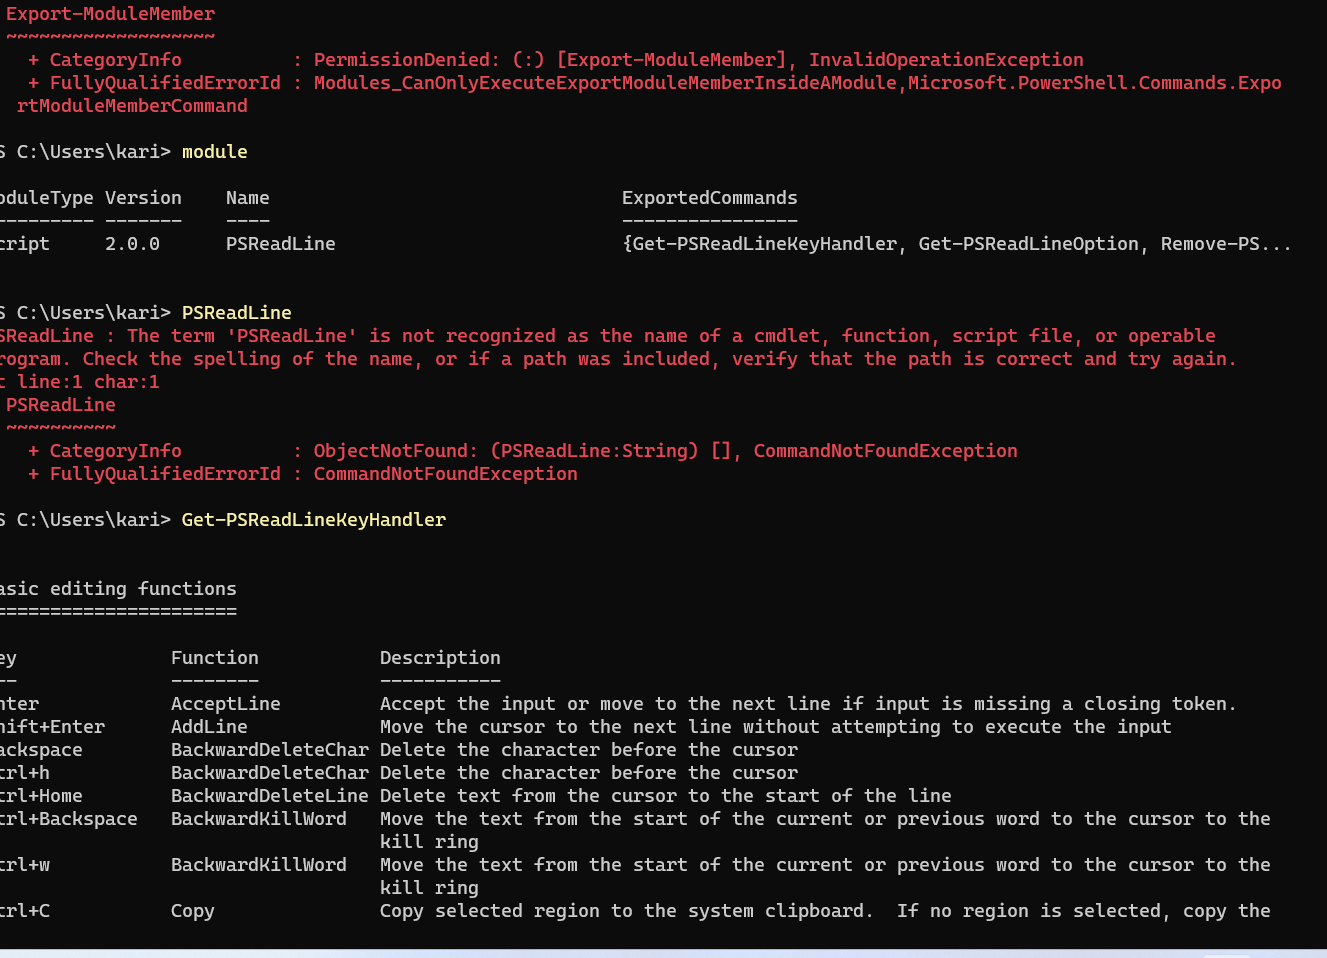 Export-ModuleMember
~~~~~~~~~~~~~~~~~~~
+ CategoryInfo          : PermissionDenied: (:) [Export-ModuleMember], InvalidOperationException
+ FullyQualifiedErrorId : Modules_CanOnlyExecuteExportModuleMemberInsideAModule,Microsoft.PowerShell.Commands.Expo
rtModuleMemberCommand
S C:\Users\kari> module
oduleType Version    Name                                ExportedCommands
--------- -------    ----                                ----------------
cript     2.0.0      PSReadLine                          {Get-PSReadLineKeyHandler, Get-PSReadLineOption, Remove-PS...
S C:\Users\kari> PSReadLine
SReadLine : The term 'PSReadLine' is not recognized as the name of a cmdlet, function, script file, or operable
rogram. Check the spelling of the name, or if a path was included, verify that the path is correct and try again.
t line:1 char:1
PSReadLine
~~~~~~~~~~
+ CategoryInfo          : ObjectNotFound: (PSReadLine:String) [], CommandNotFoundException
+ FullyQualifiedErrorId : CommandNotFoundException
S C:\Users\kari> Get-PSReadLineKeyHandler
asic editing functions
======================
ey              Function           Description
--              --------           -----------
nter            AcceptLine         Accept the input or move to the next line if input is missing a closing token.
hift+Enter      AddLine            Move the cursor to the next line without attempting to execute the input
ackspace        BackwardDeleteChar Delete the character before the cursor
trl+h           BackwardDeleteChar Delete the character before the cursor
trl+Home        BackwardDeleteLine Delete text from the cursor to the start of the line
trl+Backspace   BackwardKillWord   Move the text from the start of the current or previous word to the cursor to the
kill ring
trl+w           BackwardKillWord   Move the text from the start of the current or previous word to the cursor to the
kill ring
trl+C           Copy               Copy selected region to the system clipboard.  If no region is selected, copy the